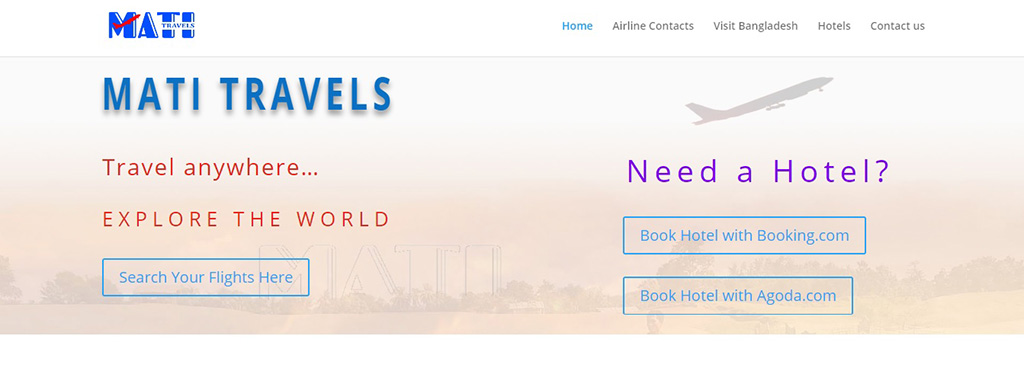 MATI
TRAVELS
Home
Airline Contacts
Visit Bangladesh
Hotels
Contact us
MATI TRAVELS
Travel anywhere...
EXPLORE THE WORLD
MATI
Search Your Flights Here
Need a Hotel?
Book Hotel with Booking.com
Book Hotel with Agoda.com